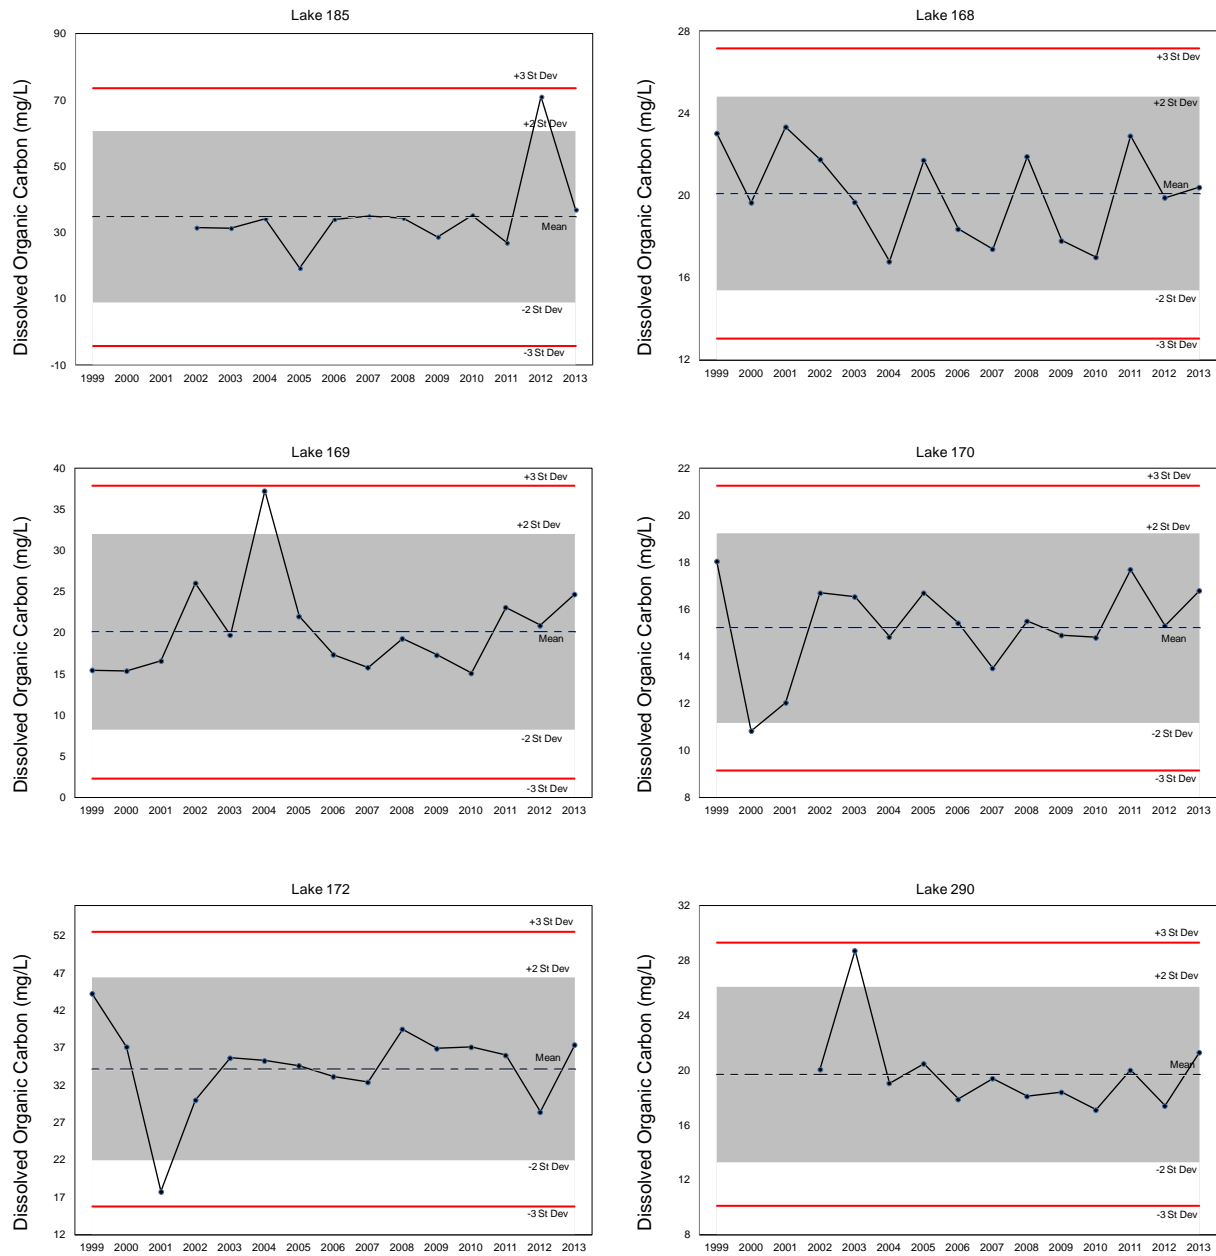 Lake 185
Dissolved Organic Carbon (mg/L)
90
70
50
30
10
-10
+3 St Dev
+2 St Dev
Mean
-2 St Dev
-3 St Dev
1999 2000 2001 2002 2003 2004 2005 2006 2007 2008 2009 2010 2011 2012 2013
Lake 168
Dissolved Organic Carbon (mg/L)
28
24
20
16
12
+3 St Dev
+2 St Dev
Mean
-2 St Dev
-3 St Dev
1999 2000 2001 2002 2003 2004 2005 2006 2007 2008 2009 2010 2011 2012 2013
Lake 169
Dissolved Organic Carbon (mg/L)
40
35
30
25
20
15
10
5
0
+3 St Dev
+2 St Dev
Mean
-2 St Dev
-3 St Dev
1999 2000 2001 2002 2003 2004 2005 2006 2007 2008 2009 2010 2011 2012 2013
Lake 170
Dissolved Organic Carbon (mg/L)
22
20
18
16
14
12
10
8
+3 St Dev
+2 St Dev
Mean
-2 St Dev
-3 St Dev
1999 2000 2001 2002 2003 2004 2005 2006 2007 2008 2009 2010 2011 2012 2013
Lake 172
Dissolved Organic Carbon (mg/L)
52
47
42
37
32
27
22
17
12
+3 St Dev
+2 St Dev
Mean
-2 St Dev
-3 St Dev
1999 2000 2001 2002 2003 2004 2005 2006 2007 2008 2009 2010 2011 2012 2013
Lake 290
Dissolved Organic Carbon (mg/L)
32
28
24
20
16
12
8
+3 St Dev
+2 St Dev
Mean
-2 St Dev
-3 St Dev
1999 2000 2001 2002 2003 2004 2005 2006 2007 2008 2009 2010 2011 2012 2013